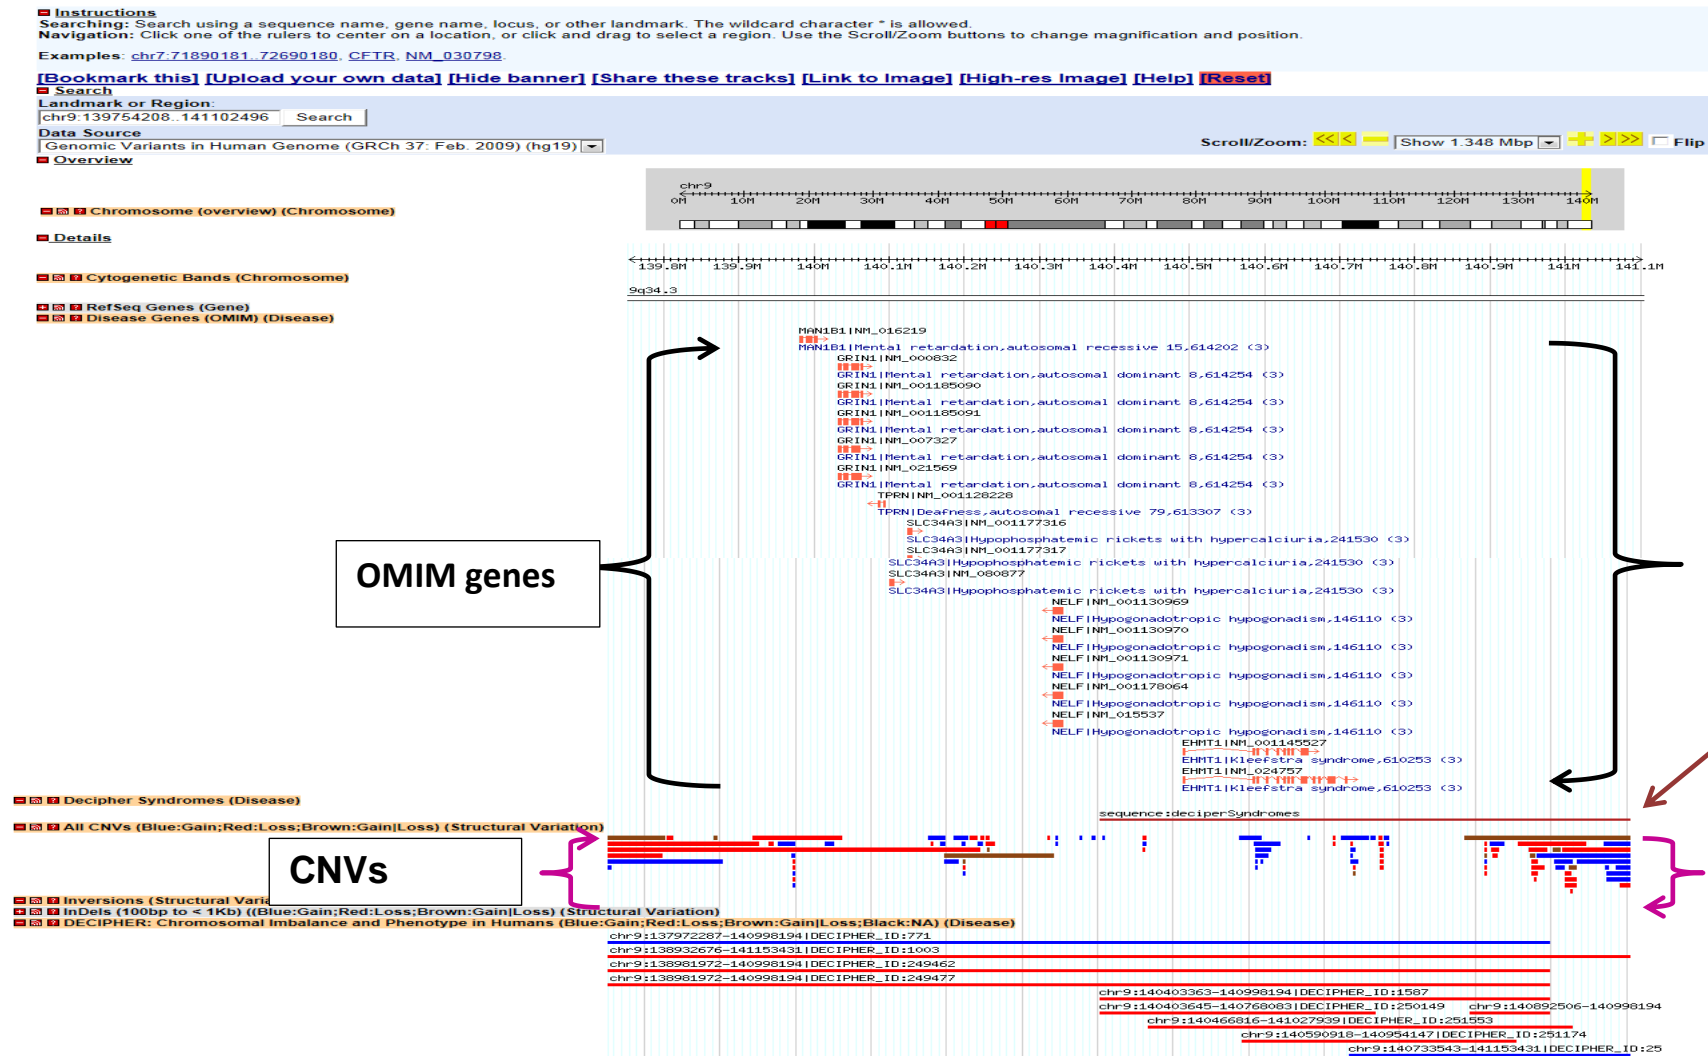 Instructions
Searching: Search using a sequence name, gene name, locus, or other landmark. The wildcard character * is allowed.
Navigation: Click one of the rulers to center on a location, or click and drag to select a region. Use the Scroll/Zoom buttons to change magnification and position.
Examples: chr7:71890181..72690180, CFTR, NM_030798.
[Bookmark this] [Upload your own data] [Hide banner] [Share these tracks] [Link to Image] [High-res Image] [Help] [Reset]
Search
Landmark or Region:
chr9:139754208..141102496 Search
Data Source
Genomic Variants in Human Genome (GRCh 37: Feb. 2009) (hg19) Scroll/Zoom: << < Show 1.348 Mbp > >> Flip
Overview
chr9
0M 10M 20M 30M 40M 50M 60M 70M 80M 90M 100M 110M 120M 130M 140M
Chromosome (overview) (Chromosome)
Details
139.8M 139.9M 140M 140.1M 140.2M 140.3M 140.4M 140.5M 140.6M 140.7M 140.8M 140.9M 141M 141.1M
Cytogenetic Bands (Chromosome)
9q34.3
RefSeq Genes (Gene)
Disease Genes (OMIM) (Disease)
MAN1B1|NM_016219
MAN1B1|Mental retardation,autosomal recessive 15,614202 (3)
GRIN1|NM_000832
GRIN1|Mental retardation,autosomal dominant 8,614254 (3)
GRIN1|NM_001185090
GRIN1|Mental retardation,autosomal dominant 8,614254 (3)
GRIN1|NM_001185091
GRIN1|Mental retardation,autosomal dominant 8,614254 (3)
GRIN1|NM_007327
GRIN1|Mental retardation,autosomal dominant 8,614254 (3)
GRIN1|NM_021569
GRIN1|Mental retardation,autosomal dominant 8,614254 (3)
TPRN|NM_001128228
TPRN|Deafness,autosomal recessive 79,613307 (3)
SLC34A3|NM_001177316
SLC34A3|Hypophosphatemic rickets with hypercalciuria,241530 (3)
SLC34A3|NM_001177317
SLC34A3|Hypophosphatemic rickets with hypercalciuria,241530 (3)
SLC34A3|NM_080877
SLC34A3|Hypophosphatemic rickets with hypercalciuria,241530 (3)
OMIM genes
NELF|NM_001130969
NELF|Hypogonadotropic hypogonadism,146110 (3)
NELF|NM_001130970
NELF|Hypogonadotropic hypogonadism,146110 (3)
NELF|NM_001130971
NELF|Hypogonadotropic hypogonadism,146110 (3)
NELF|NM_001178064
NELF|Hypogonadotropic hypogonadism,146110 (3)
NELF|NM_015537
NELF|Hypogonadotropic hypogonadism,146110 (3)
EHMT1|NM_001145527
EHMT1|Kleefstra syndrome,610253 (3)
EHMT1|NM_024757
EHMT1|Kleefstra syndrome,610253 (3)
Decipher Syndromes (Disease)
sequence:deciperSyndromes
All CNVs (Blue:Gain;Red:Loss;Brown:Gain|Loss) (Structural Variation)
CNVs
Inversions (Structural Varia
InDels (100bp to < 1Kb) ((Blue:Gain;Red:Loss;Brown:Gain|Loss) (Structural Variation)
DECIPHER: Chromosomal Imbalance and Phenotype in Humans (Blue:Gain;Red:Loss;Brown:Gain|Loss;Black:NA) (Disease)
chr9:137972287-140998194|DECIPHER_ID:771
chr9:138932676-141153431|DECIPHER_ID:1003
chr9:138981972-140998194|DECIPHER_ID:249462
chr9:138981972-140998194|DECIPHER_ID:249477
chr9:140403363-140998194|DECIPHER_ID:1587
chr9:140403645-140768083|DECIPHER_ID:250149 chr9:140892506-140998194
chr9:140466816-141027939|DECIPHER_ID:251553
chr9:140590918-140954147|DECIPHER_ID:251174
chr9:140733543-141153431|DECIPHER_ID:25